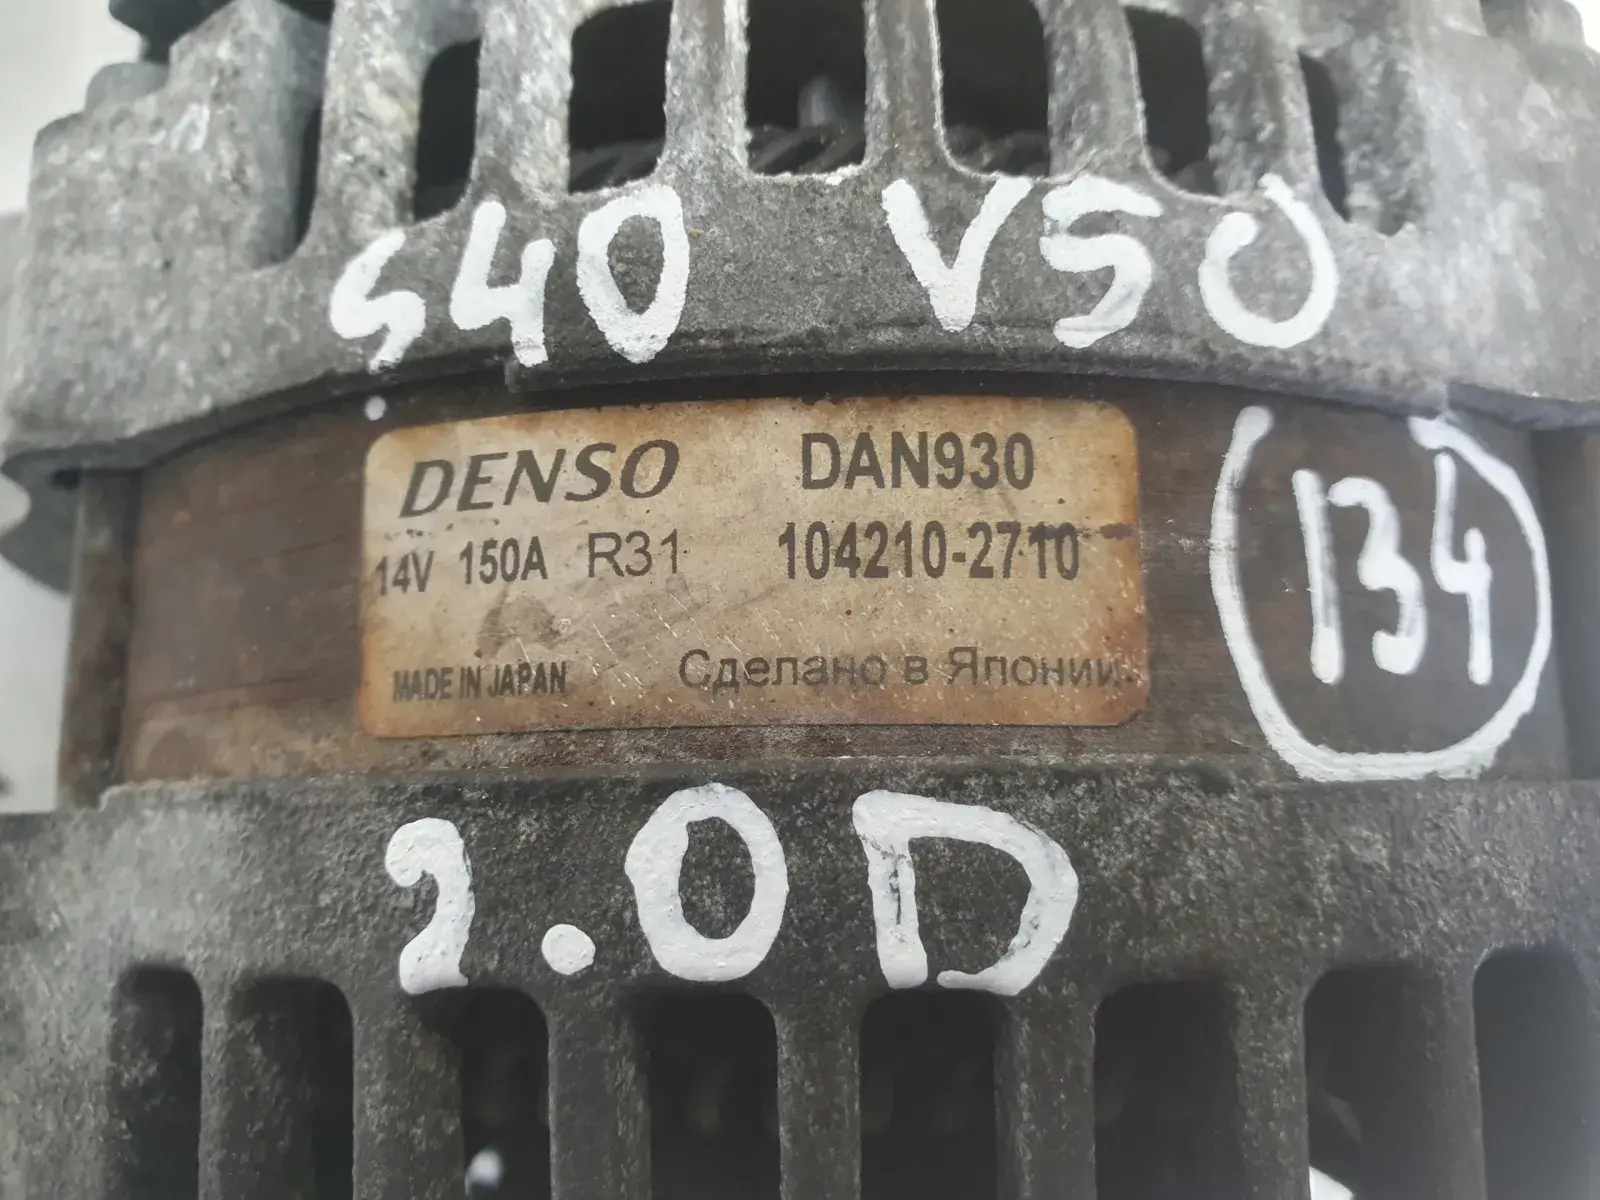 S40 V50
DENSO DAN930
14V 150A R31 104210-2710
MADE IN JAPAN Сделано в Японии.
134
2.0D